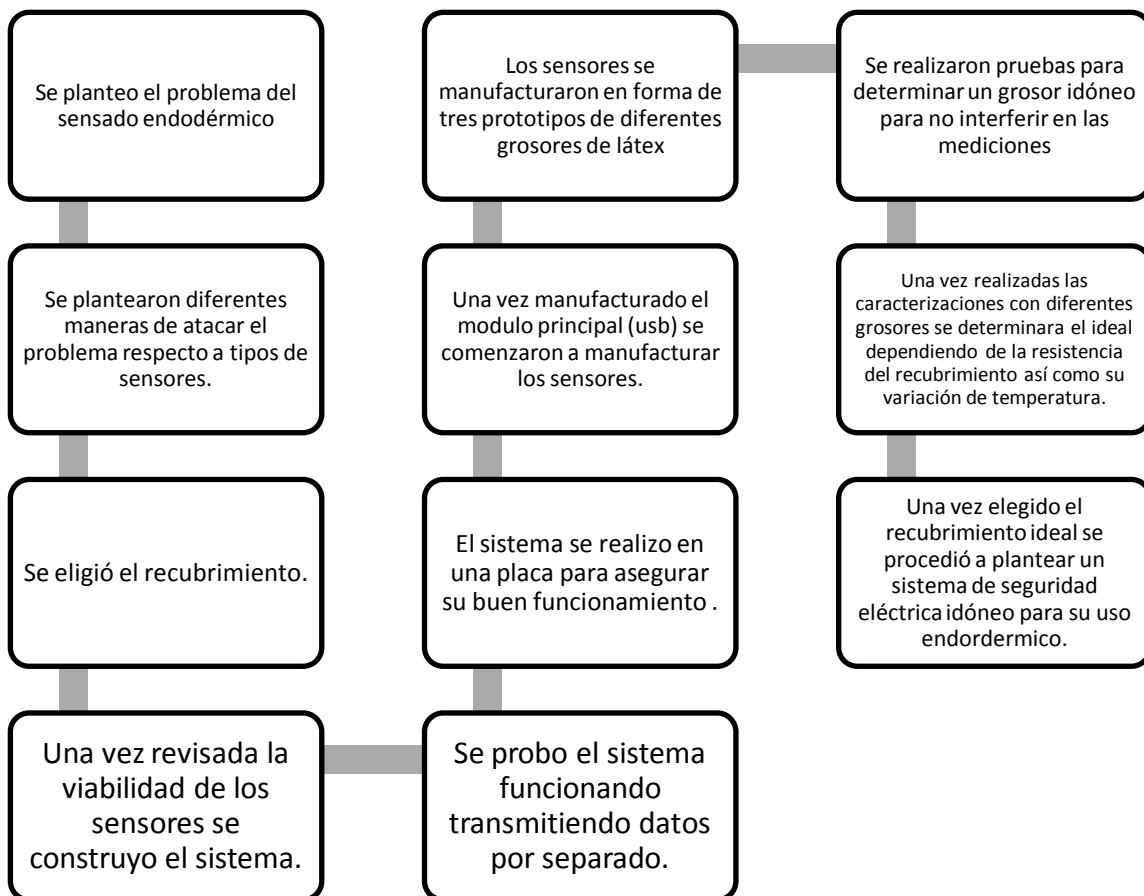 Se planteo el problema del
sensado endodérmico
Se plantearon diferentes
maneras de atacar el
problema respecto a tipos de
sensores.
Se eligió el recubrimiento.
Una vez revisada la
viabilidad de los
sensores se
construyo el sistema.
Se probo el sistema
funcionando
transmitiendo datos
por separado.
El sistema se realizo en
una placa para asegurar
su buen funcionamiento .
Una vez manufacturado el
modulo principal (usb) se
comenzaron a manufacturar
los sensores.
Los sensores se
manufacturaron en forma de
tres prototipos de diferentes
grosores de látex
Se realizaron pruebas para
determinar un grosor idóneo
para no interferir en las
mediciones
Una vez realizadas las
caracterizaciones con diferentes
grosores se determinara el ideal
dependiendo de la resistencia
del recubrimiento así como su
variación de temperatura.
Una vez elegido el
recubrimiento ideal se
procedió a plantear un
sistema de seguridad
eléctrica idóneo para su uso
endordermico.